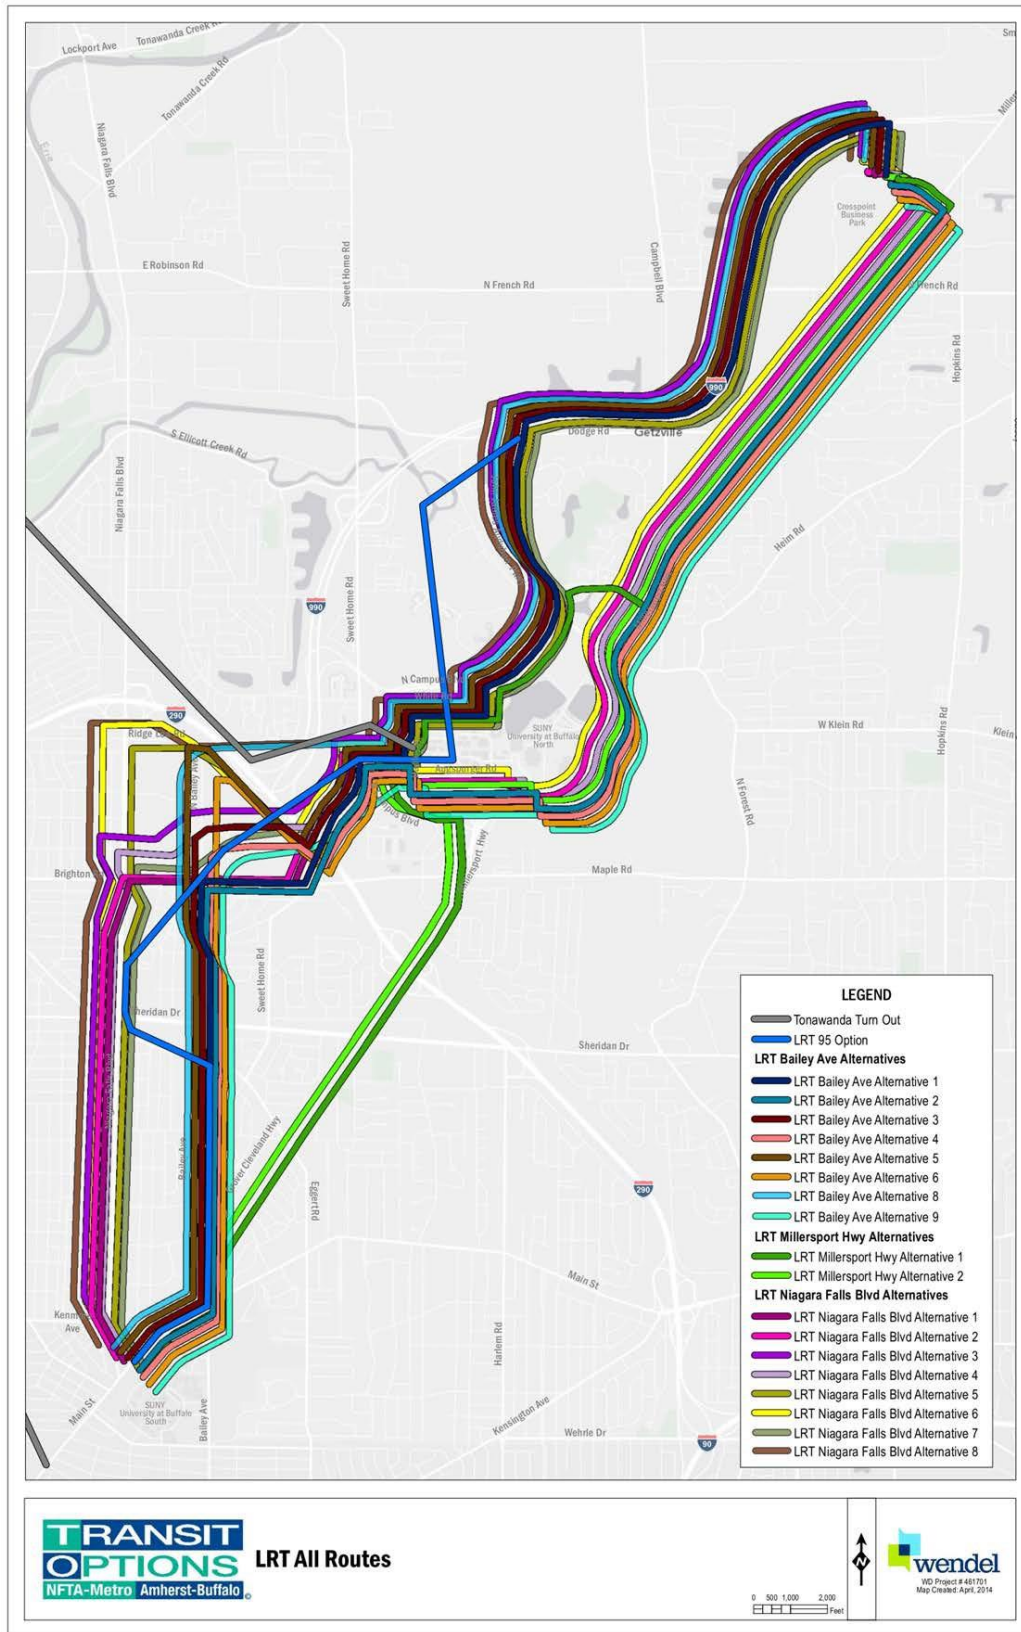 Lockport Ave
Tonawanda Creek Rd
Tonawanda Creek Rd
Niagara Falls Blvd
E Robinson Rd
Sweet Home Rd
N French Rd
Campbell Blvd
Crosspoint
Business
Park
French Rd
Hopkins Rd
990
Dodge Rd
Getzville
S Ellicott Creek Rd
Niagara Falls Blvd
Heim Rd
990
Sweet Home Rd
N Campus
290
Ridge
SUNY
University at Buffalo
North
W Klein Rd
Hopkins Rd
Klein
N Forest Rd
Maple Rd
Brighton
Sweet Home Rd
Sheridan Dr
Sheridan Dr
Bailey Ave
Grover Cleveland Hwy
Eggert Rd
290
Main St
Harlem Rd
Ave
SUNY
University at Buffalo
South
Main St
Bailey Ave
Kensington Ave
Wehrle Dr
90
LEGEND
Tonawanda Turn Out
LRT 95 Option
LRT Bailey Ave Alternatives
LRT Bailey Ave Alternative 1
LRT Bailey Ave Alternative 2
LRT Bailey Ave Alternative 3
LRT Bailey Ave Alternative 4
LRT Bailey Ave Alternative 5
LRT Bailey Ave Alternative 6
LRT Bailey Ave Alternative 8
LRT Bailey Ave Alternative 9
LRT Millersport Hwy Alternatives
LRT Millersport Hwy Alternative 1
LRT Millersport Hwy Alternative 2
LRT Niagara Falls Blvd Alternatives
LRT Niagara Falls Blvd Alternative 1
LRT Niagara Falls Blvd Alternative 2
LRT Niagara Falls Blvd Alternative 3
LRT Niagara Falls Blvd Alternative 4
LRT Niagara Falls Blvd Alternative 5
LRT Niagara Falls Blvd Alternative 6
LRT Niagara Falls Blvd Alternative 7
LRT Niagara Falls Blvd Alternative 8
TRANSIT
OPTIONS
NFTA-Metro Amherst-Buffalo ©
LRT All Routes
N
0 500 1,000 2,000
Feet
wendel
WD Project # 461701
Map Created: April, 2014